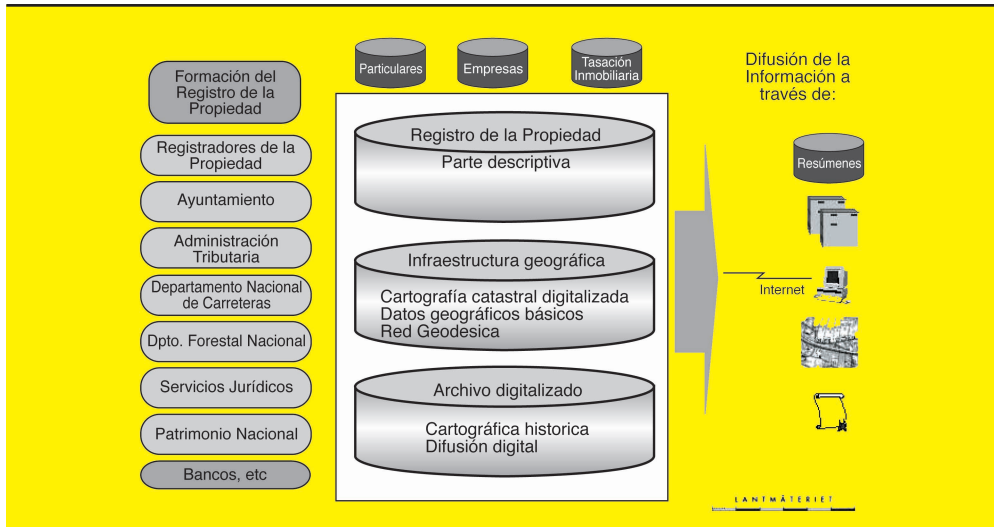 Formación del
Registro de la
Propiedad
Registradores de la
Propiedad
Ayuntamiento
Administración
Tributaria
Departamento Nacional
de Carreteras
Dpto. Forestal Nacional
Servicios Jurídicos
Patrimonio Nacional
Bancos, etc
Particulares
Empresas
Tasación
Inmobiliaria
Registro de la Propiedad
Parte descriptiva
Infraestructura geográfica
Cartografía catastral digitalizada
Datos geográficos básicos
Red Geodesica
Archivo digitalizado
Cartográfica historica
Difusión digital
Difusión de la
Información a
través de:
Resúmenes
Internet
LANTMÄTERIET